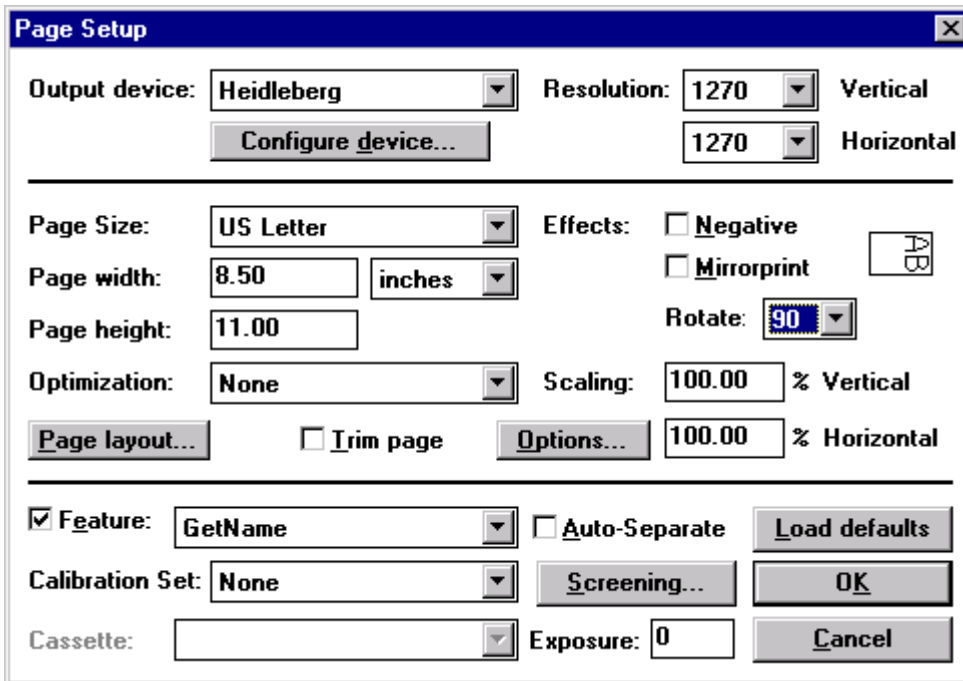 Page Setup
Output device: Heidleberg Resolution: 1270 Vertical
Configure device... 1270 Horizontal
Page Size: US Letter Effects: Negative
AB
Page width: 8.50 inches Mirrorprint
Page height: 11.00 Rotate: 90
Optimization: None Scaling: 100.00 % Vertical
Page layout... Trim page Options... 100.00 % Horizontal
Feature: GetName Auto-Separate Load defaults
Calibration Set: None Screening... OK
Cassette: Exposure: 0 Cancel